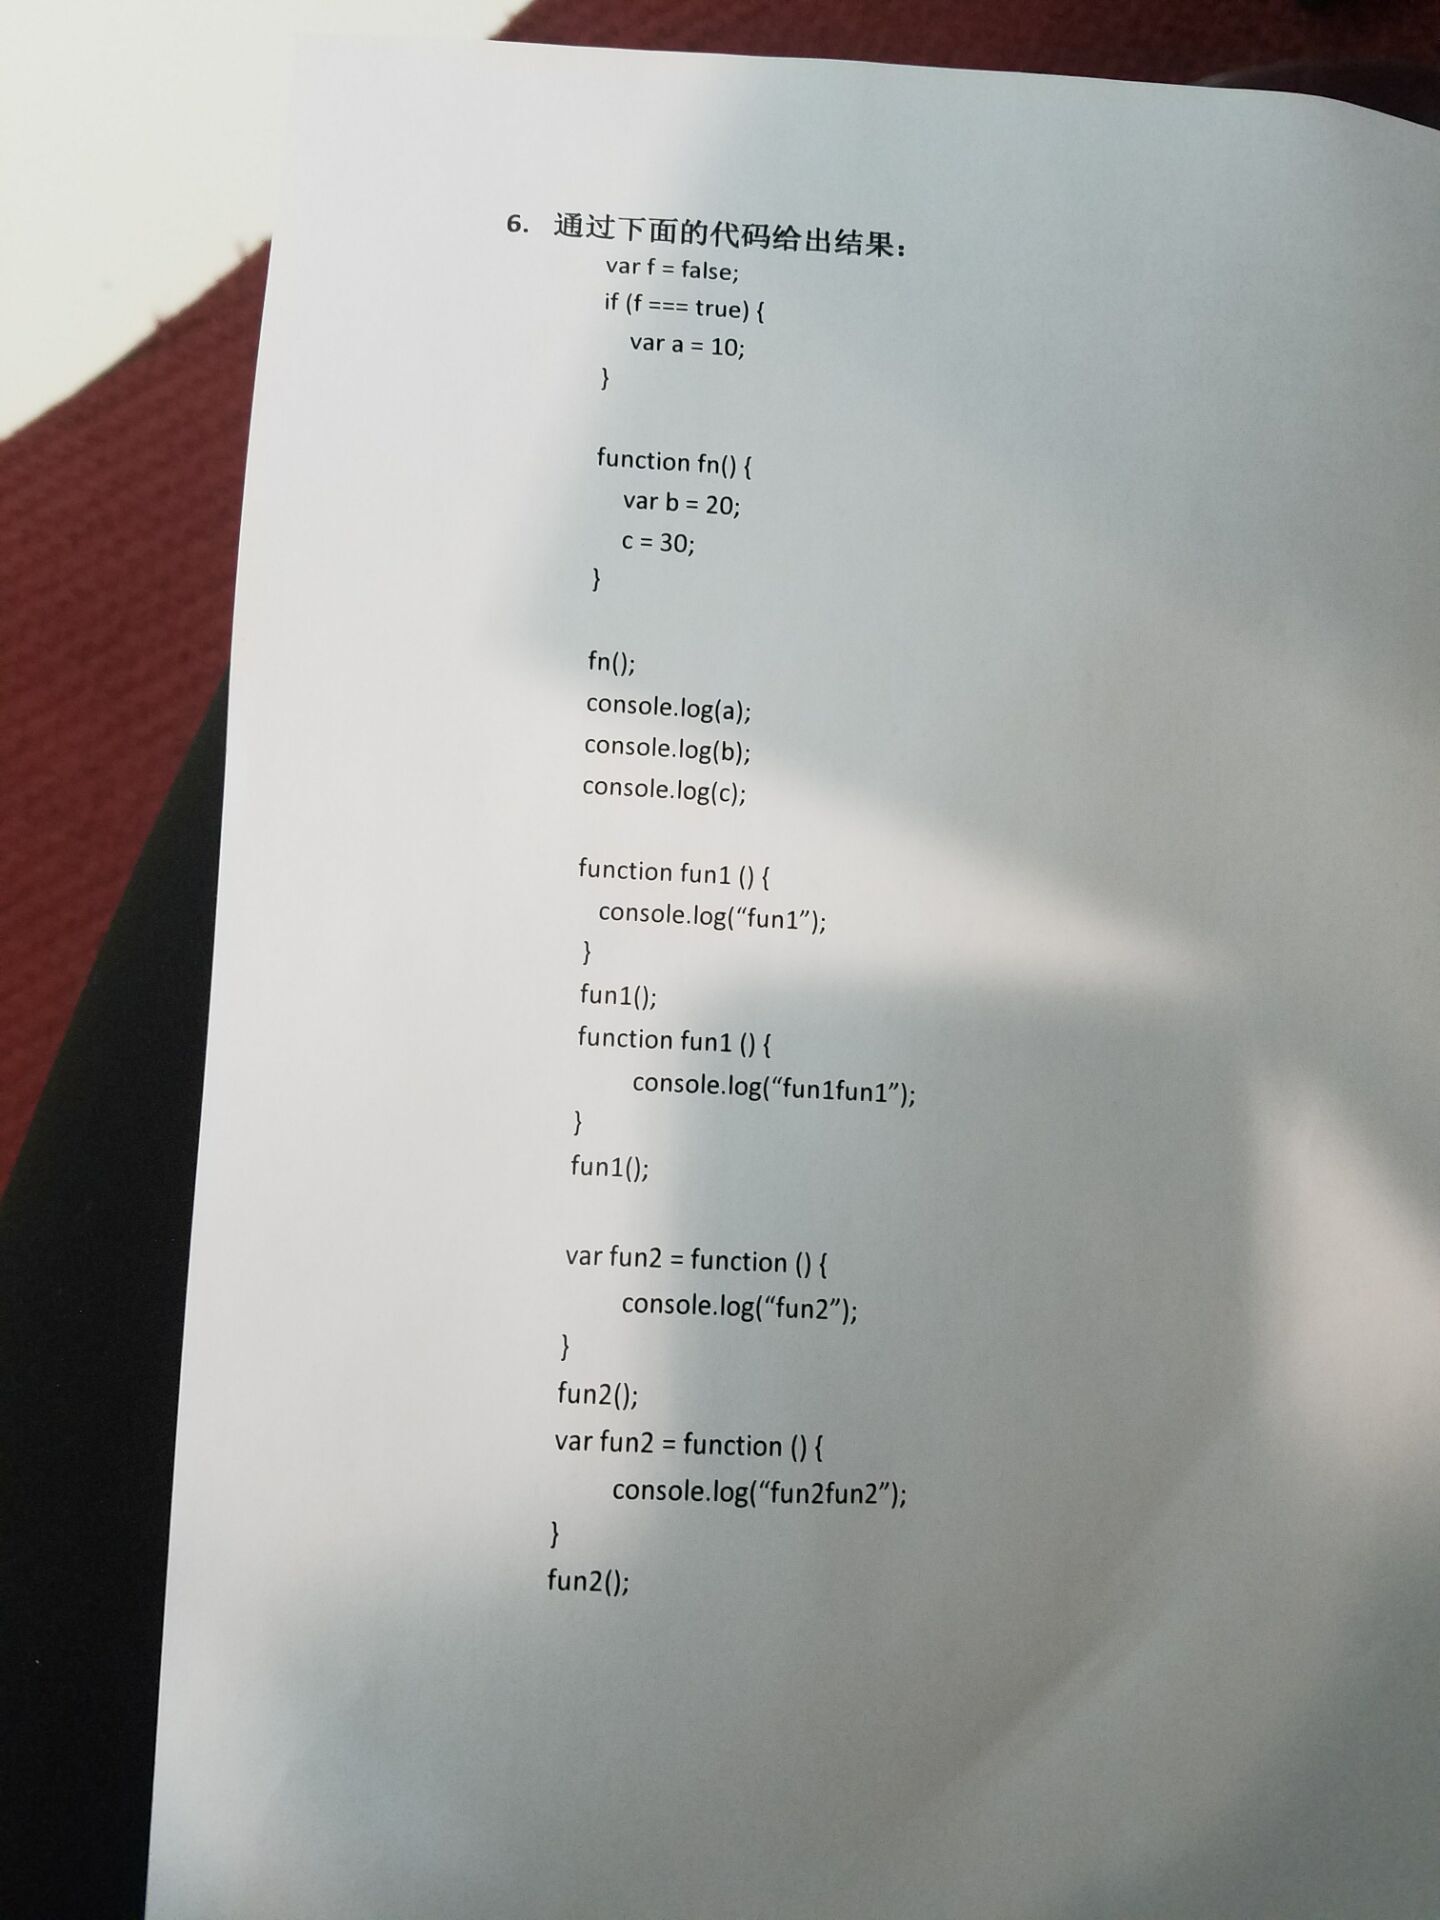 6. 通过下面的代码给出结果：
var f = false;
if (f === true) {
var a = 10;
}
function fn() {
var b = 20;
c = 30;
}
fn();
console.log(a);
console.log(b);
console.log(c);
function fun1 () {
console.log(“fun1”);
}
fun1();
function fun1 () {
console.log(“fun1fun1”);
}
fun1();
var fun2 = function () {
console.log(“fun2”);
}
fun2();
var fun2 = function () {
console.log(“fun2fun2”);
}
fun2();